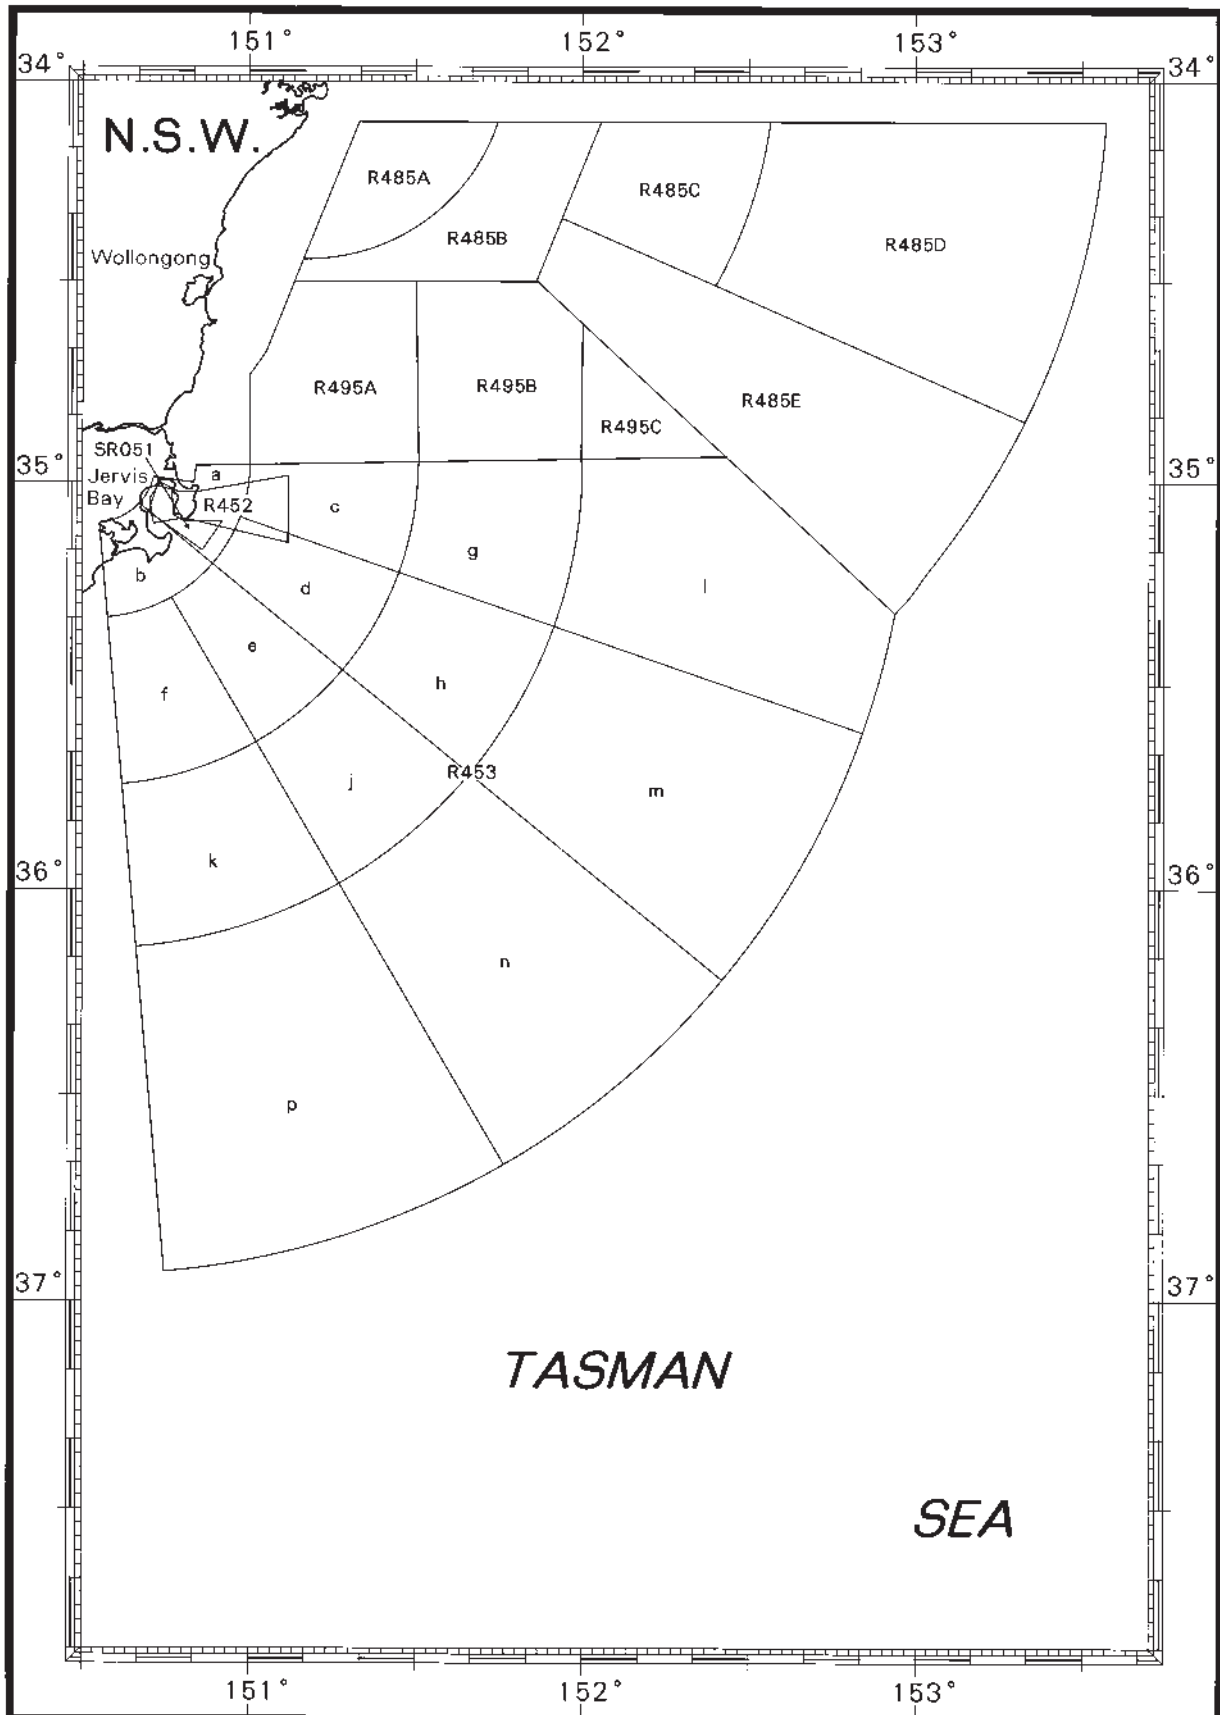 151° 152° 153°
34° 34°
N.S.W.
R485A
R485C
R485B
R485D
Wollongong
R495A
R495B
R485E
R495C
SR051
35° 35°
Jervis
Bay
a
R452
c
g
b
d
l
e
f
h
R453
j
m
k
36° 36°
n
p
37° 37°
TASMAN
SEA
151° 152° 153°